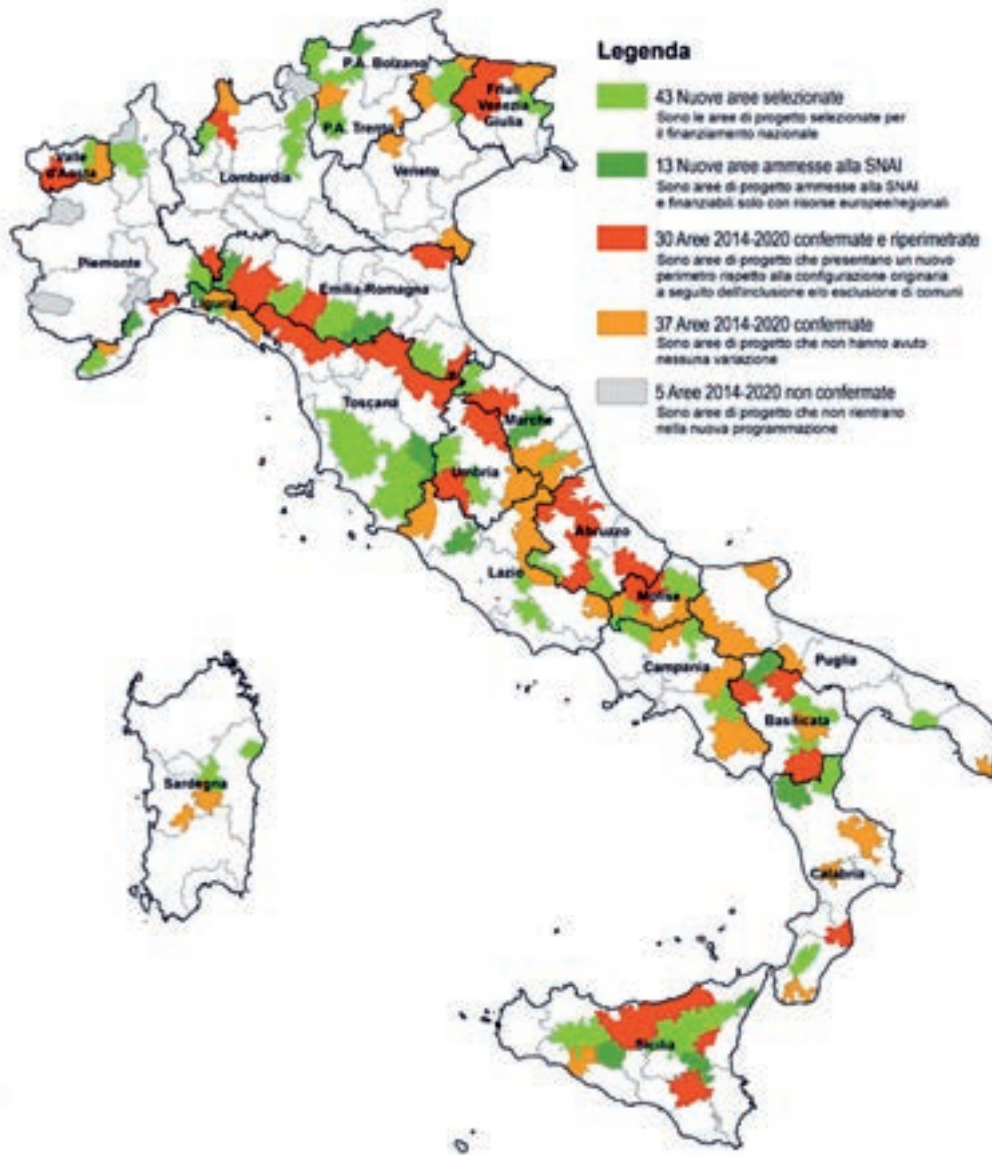 Legenda
43 Nuove aree selezionate
Sono le aree di progetto selezionate per
il finanziamento nazionale
13 Nuove aree ammesse alla SNAI
Sono aree di progetto ammesse alla SNAI
e finanziabili solo con risorse europee/regionali
30 Aree 2014-2020 confermate e riperimetrate
Sono aree di progetto che presentano un nuovo
perimetro rispetto alla configurazione originaria
a seguito dell'inclusione e/o esclusione di comuni
37 Aree 2014-2020 confermate
Sono aree di progetto che non hanno avuto
nessuna variazione
5 Aree 2014-2020 non confermate
Sono aree di progetto che non rientrano
nella nuova programmazione
P.A. Bolzano
Friuli
Venezia
Giulia
P.A. Trento
Valle
d'Aosta
Lombardia
Veneto
Piemonte
Emilia-Romagna
Liguria
Toscana
Marche
Umbria
Abruzzo
Lazio
Molise
Campania
Puglia
Basilicata
Sardegna
Calabria
Sicilia